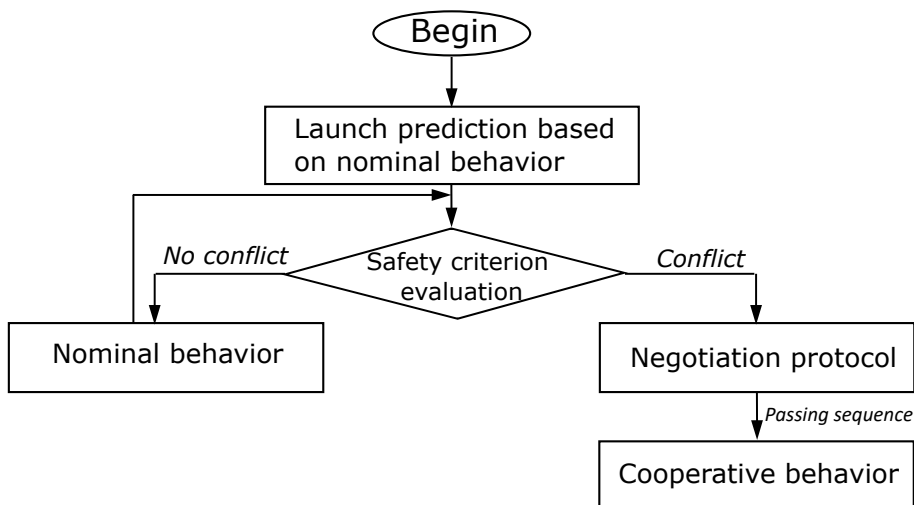 Begin
Launch prediction based
on nominal behavior
No conflict
Safety criterion
evaluation
Conflict
Nominal behavior
Negotiation protocol
Passing sequence
Cooperative behavior